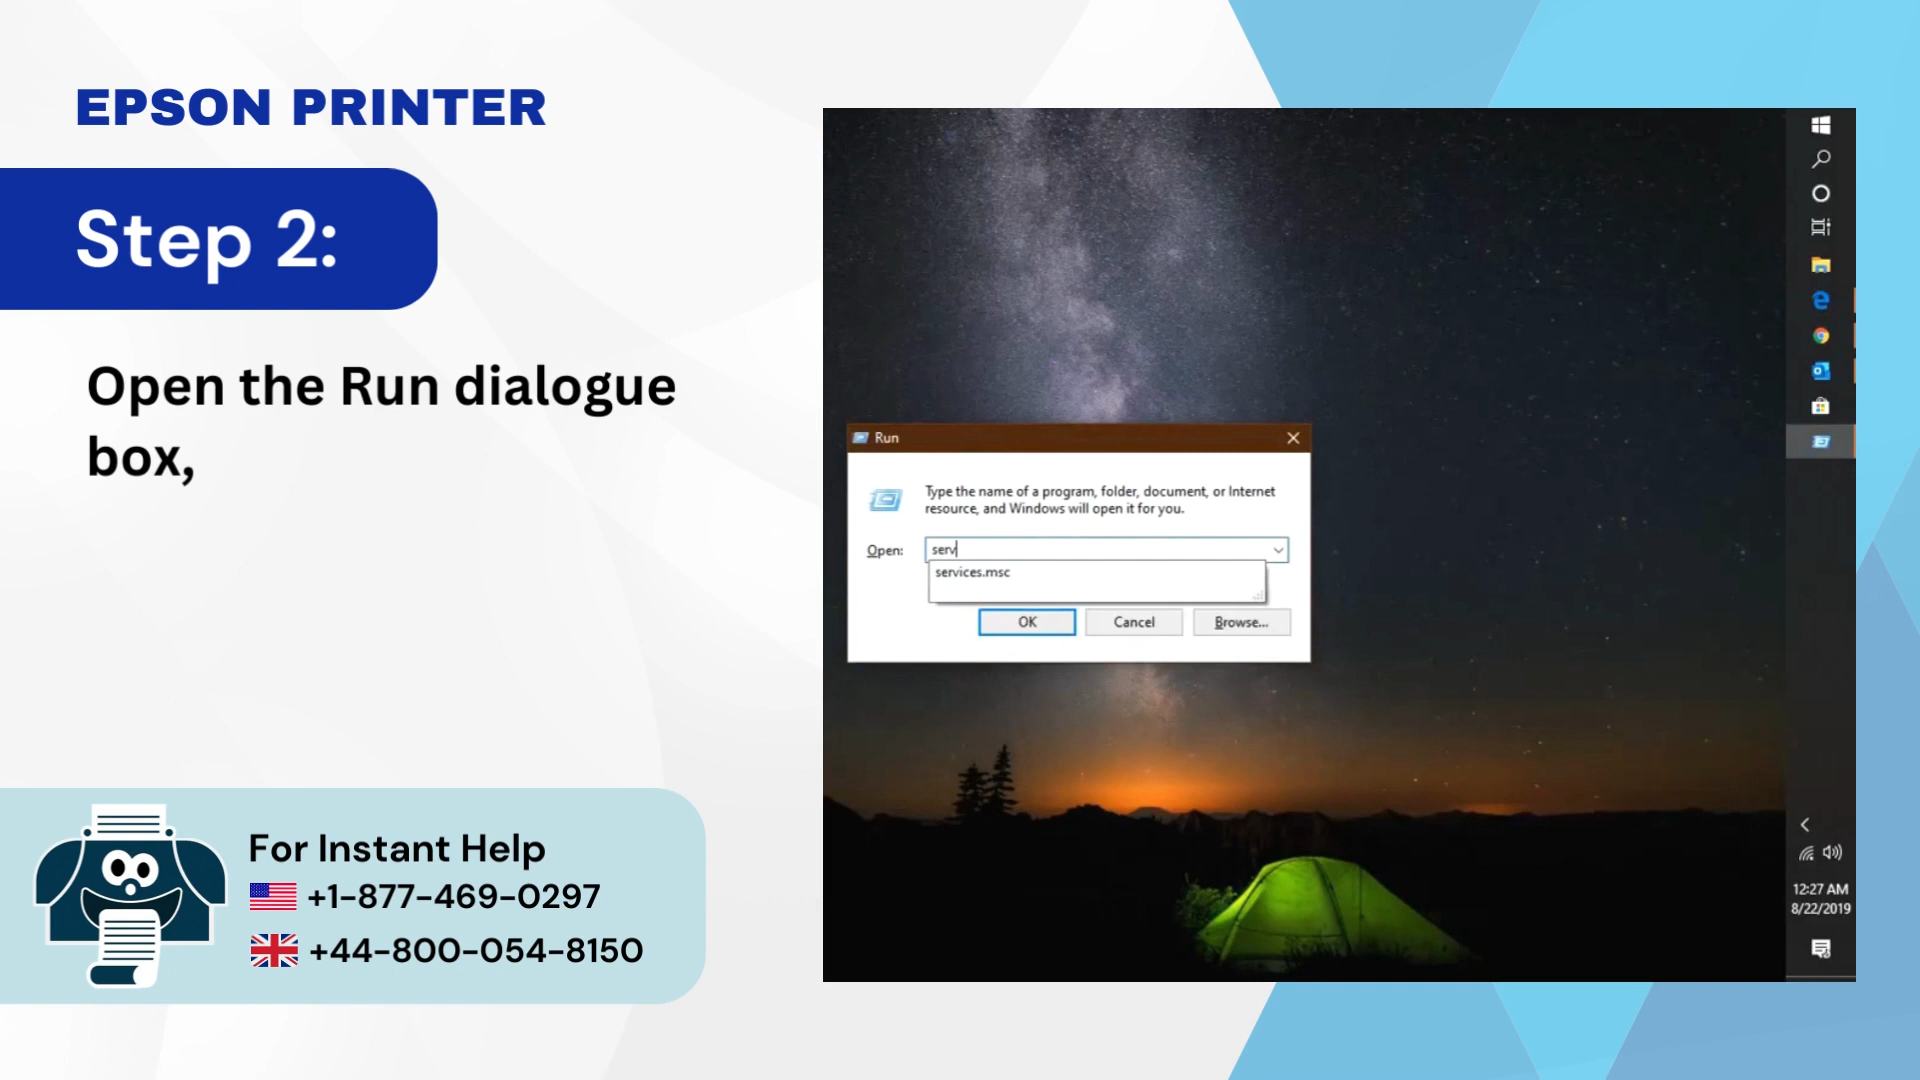 EPSON PRINTER
Step 2:
Open the Run dialogue
box,
For Instant Help
+1-877-469-0297
+44-800-054-8150
Run
Type the name of a program, folder, document, or Internet
resource, and Windows will open it for you.
Open:
serv
services.msc
OK
Cancel
Browse...
12:27 AM
8/22/2019